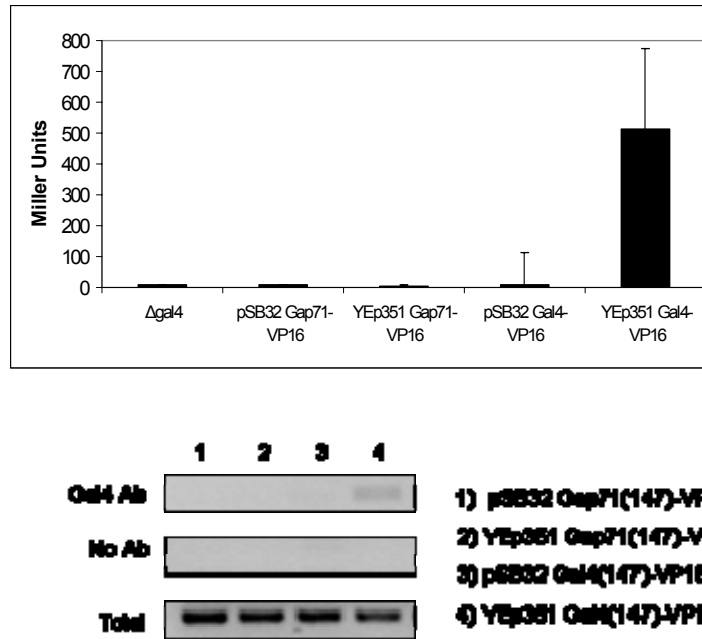 800
700
600
500
400
300
200
100
0
Miller Units
Δgal4
pSB32 Gap71-
VP16
YEp351 Gap71-
VP16
pSB32 Gal4-
VP16
YEp351 Gal4-
VP16
1 2 3 4
Gal4 Ab
No Ab
Total
1) pSB32 Gap71(147)-VP
2) YEp351 Gap71(147)-V
3) pSB32 Gal4(147)-VP16
4) YEp351 Gal4(147)-VP1